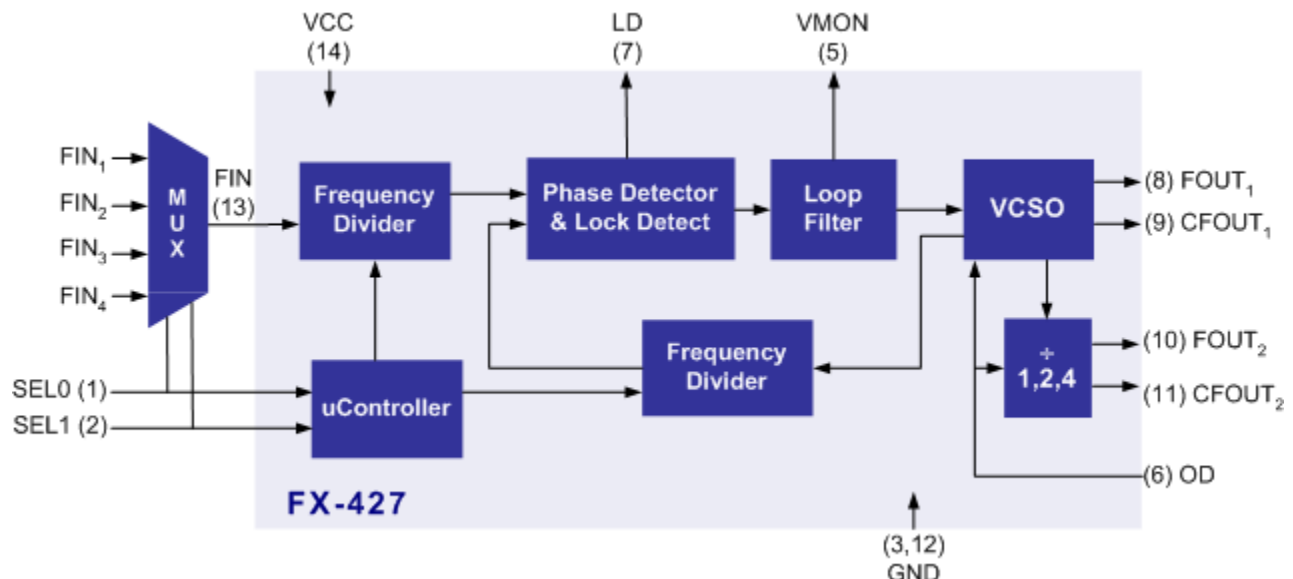 VCC
(14)
LD
(7)
VMON
(5)
FIN₁
FIN₂
FIN₃
FIN₄
M
U
X
FIN
(13)
Frequency
Divider
Phase Detector
& Lock Detect
Loop
Filter
VCSO
(8) FOUT₁
(9) CFOUT₁
Frequency
Divider
÷
1,2,4
(10) FOUT₂
(11) CFOUT₂
SEL0 (1)
SEL1 (2)
uController
(6) OD
FX-427
(3,12)
GND